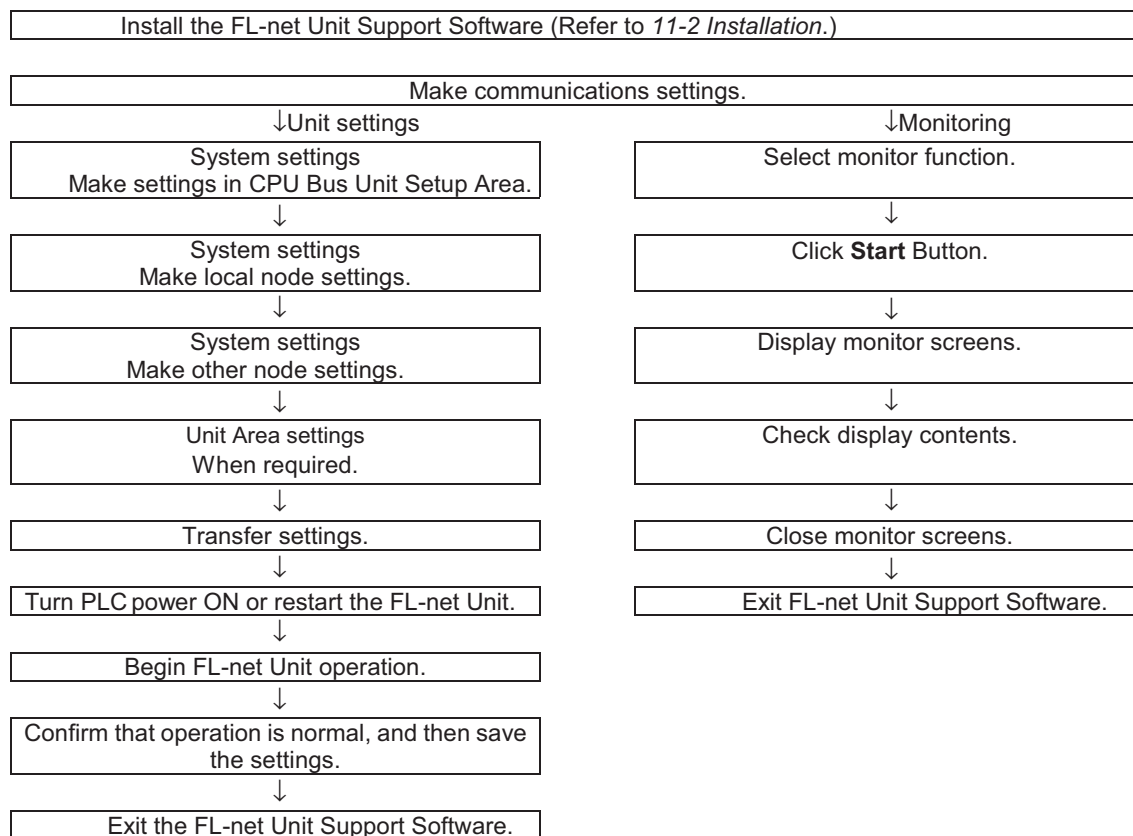 Install the FL-net Unit Support Software (Refer to 11-2 Installation.)
Make communications settings.
↓Unit settings
System settings
Make settings in CPU Bus Unit Setup Area.
↓
System settings
Make local node settings.
↓
System settings
Make other node settings.
↓
Unit Area settings
When required.
↓
Transfer settings.
↓
Turn PLC power ON or restart the FL-net Unit.
↓
Begin FL-net Unit operation.
↓
Confirm that operation is normal, and then save
the settings.
↓
Exit the FL-net Unit Support Software.
↓Monitoring
Select monitor function.
↓
Click Start Button.
↓
Display monitor screens.
↓
Check display contents.
↓
Close monitor screens.
↓
Exit FL-net Unit Support Software.